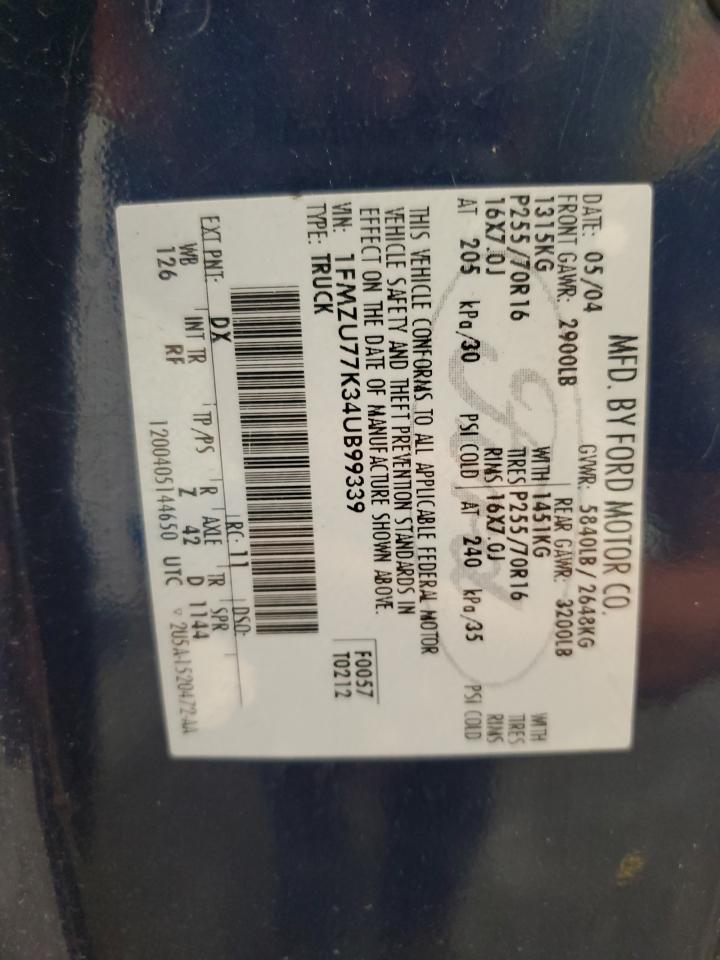 MFD. BY FORD MOTOR CO.
DATE: 05/04 GVWR: 5840LB/2648KG
FRONT GAWR: 2900LB REAR GAWR: 3200LB
1315KG WITH 1451KG WITH
P255/70R16 TIRES P255/70R16 TIRES
16X7.0J RIMS 16X7.0J RIMS
AT 205 kPa/30 PSI COLD AT 240 kPa/35 PSI COLD
THIS VEHICLE CONFORMS TO ALL APPLICABLE FEDERAL MOTOR
VEHICLE SAFETY AND THEFT PREVENTION STANDARDS IN
EFFECT ON THE DATE OF MANUFACTURE SHOWN ABOVE.
VIN: 1FMZU77K34UB99339 F0057
TYPE: TRUCK T0212
EXT PNT: DX RC: 11 DSO:
WB INT TR TP/PS R AXLE TR SPR
126 RF Z 42 D 1144
1200405144650 UTC ▽ 2U5A-1520472-AA
Ford